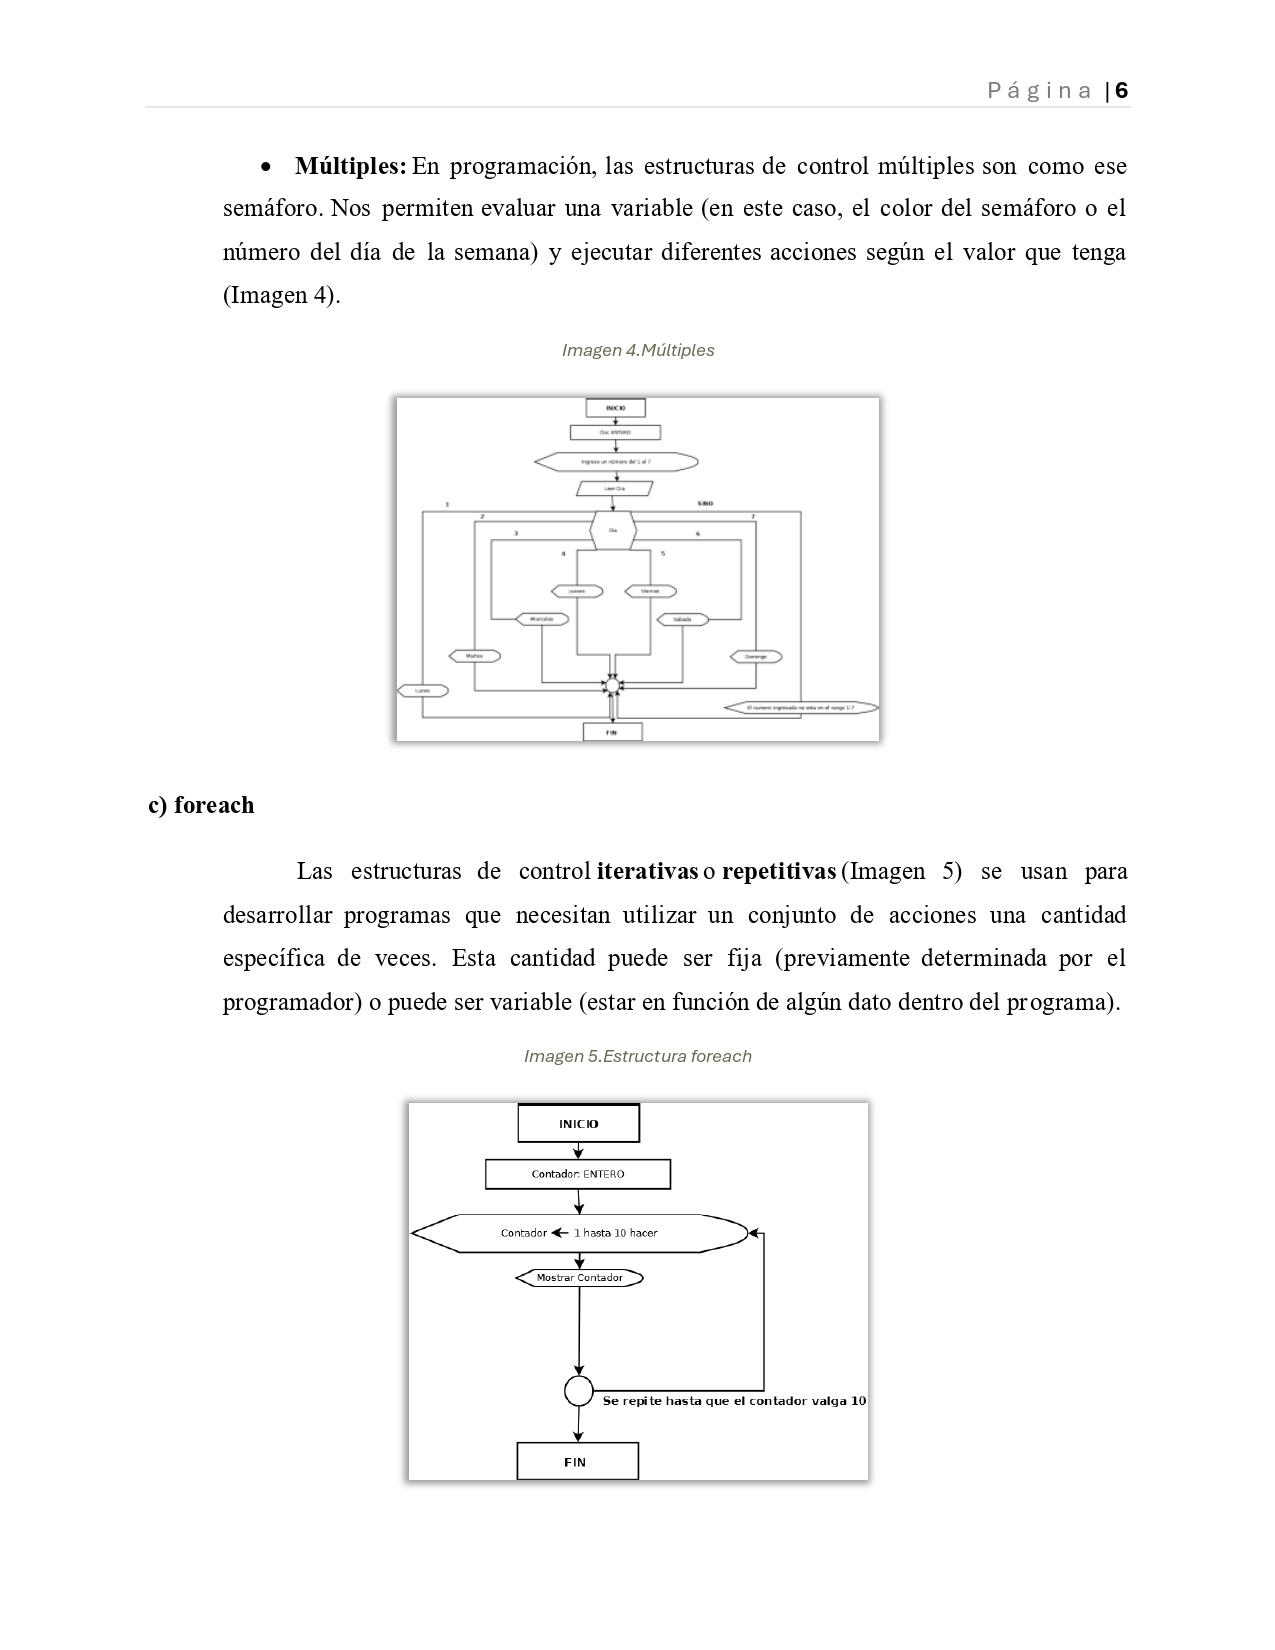 Página | 6
• Múltiples: En programación, las estructuras de control múltiples son como ese
semáforo. Nos permiten evaluar una variable (en este caso, el color del semáforo o el
número del día de la semana) y ejecutar diferentes acciones según el valor que tenga
(Imagen 4).
Imagen 4.Múltiples
INICIO
Dia: ENTERO
Ingrese un número del 1 al 7
Leer Dia
1
SINO
2
7
Dia
3
6
4
5
Jueves
Viernes
Miercoles
Sabado
Martes
Domingo
Lunes
El numero ingresado no esta en el rango 1-7
FIN
c) foreach
Las estructuras de control iterativas o repetitivas (Imagen 5) se usan para
desarrollar programas que necesitan utilizar un conjunto de acciones una cantidad
específica de veces. Esta cantidad puede ser fija (previamente determinada por el
programador) o puede ser variable (estar en función de algún dato dentro del programa).
Imagen 5.Estructura foreach
INICIO
Contador: ENTERO
Contador ← 1 hasta 10 hacer
Mostrar Contador
Se repite hasta que el contador valga 10
FIN